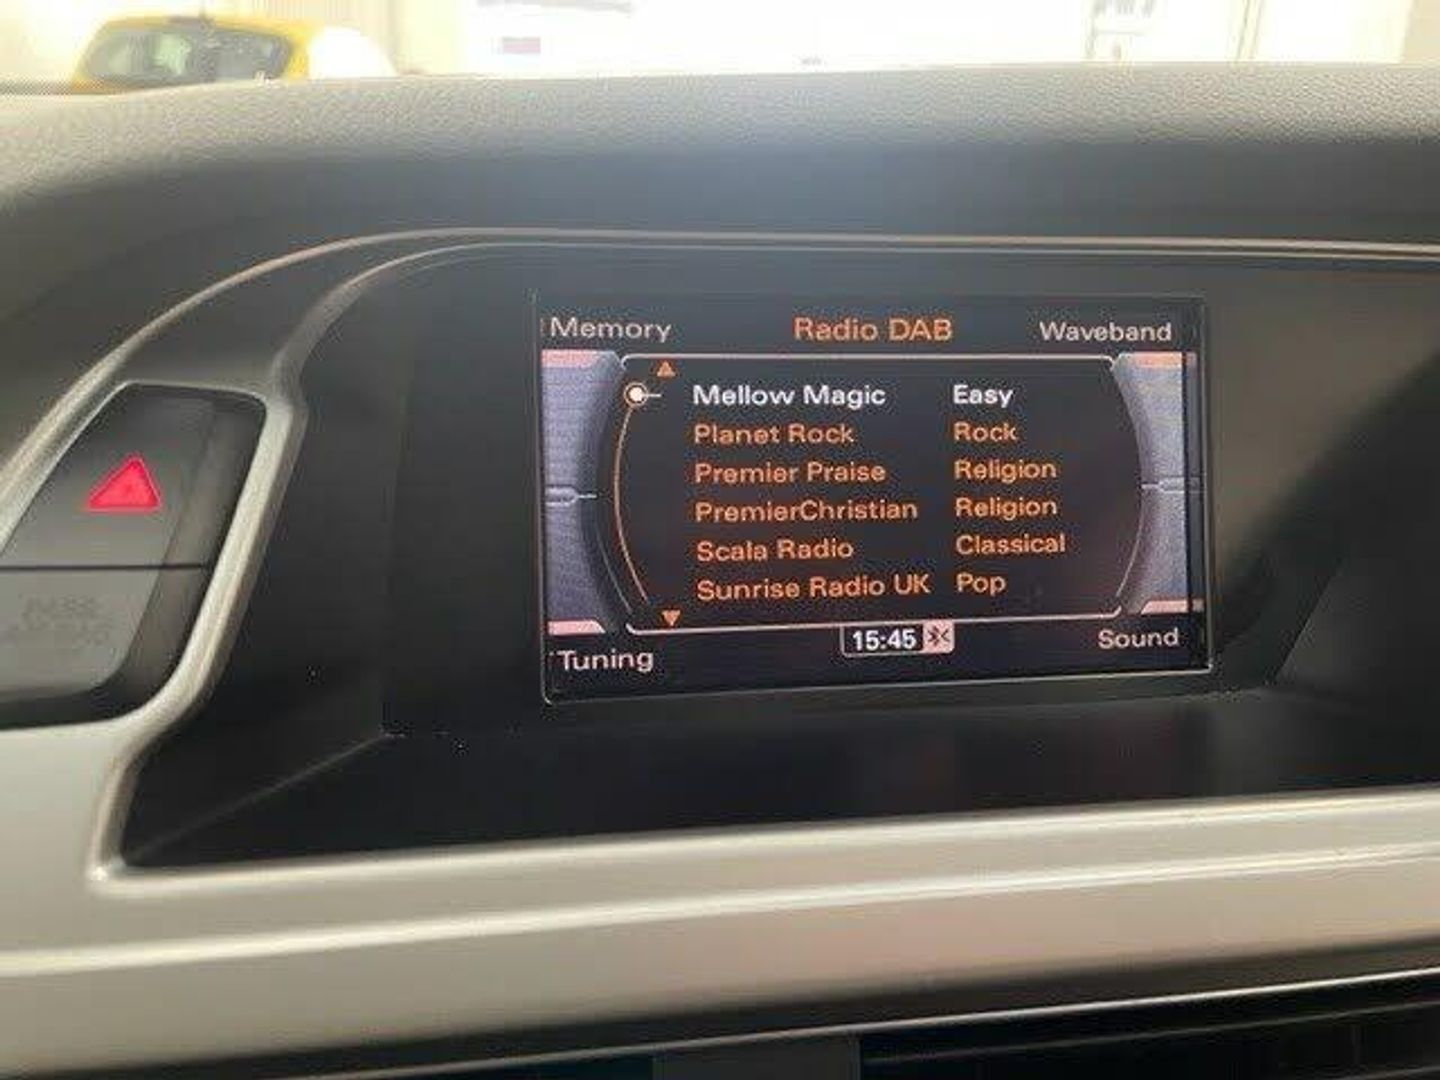 Memory Radio DAB Waveband
Mellow Magic Easy
Planet Rock Rock
Premier Praise Religion
PremierChristian Religion
Scala Radio Classical
Sunrise Radio UK Pop
15:45
Tuning Sound